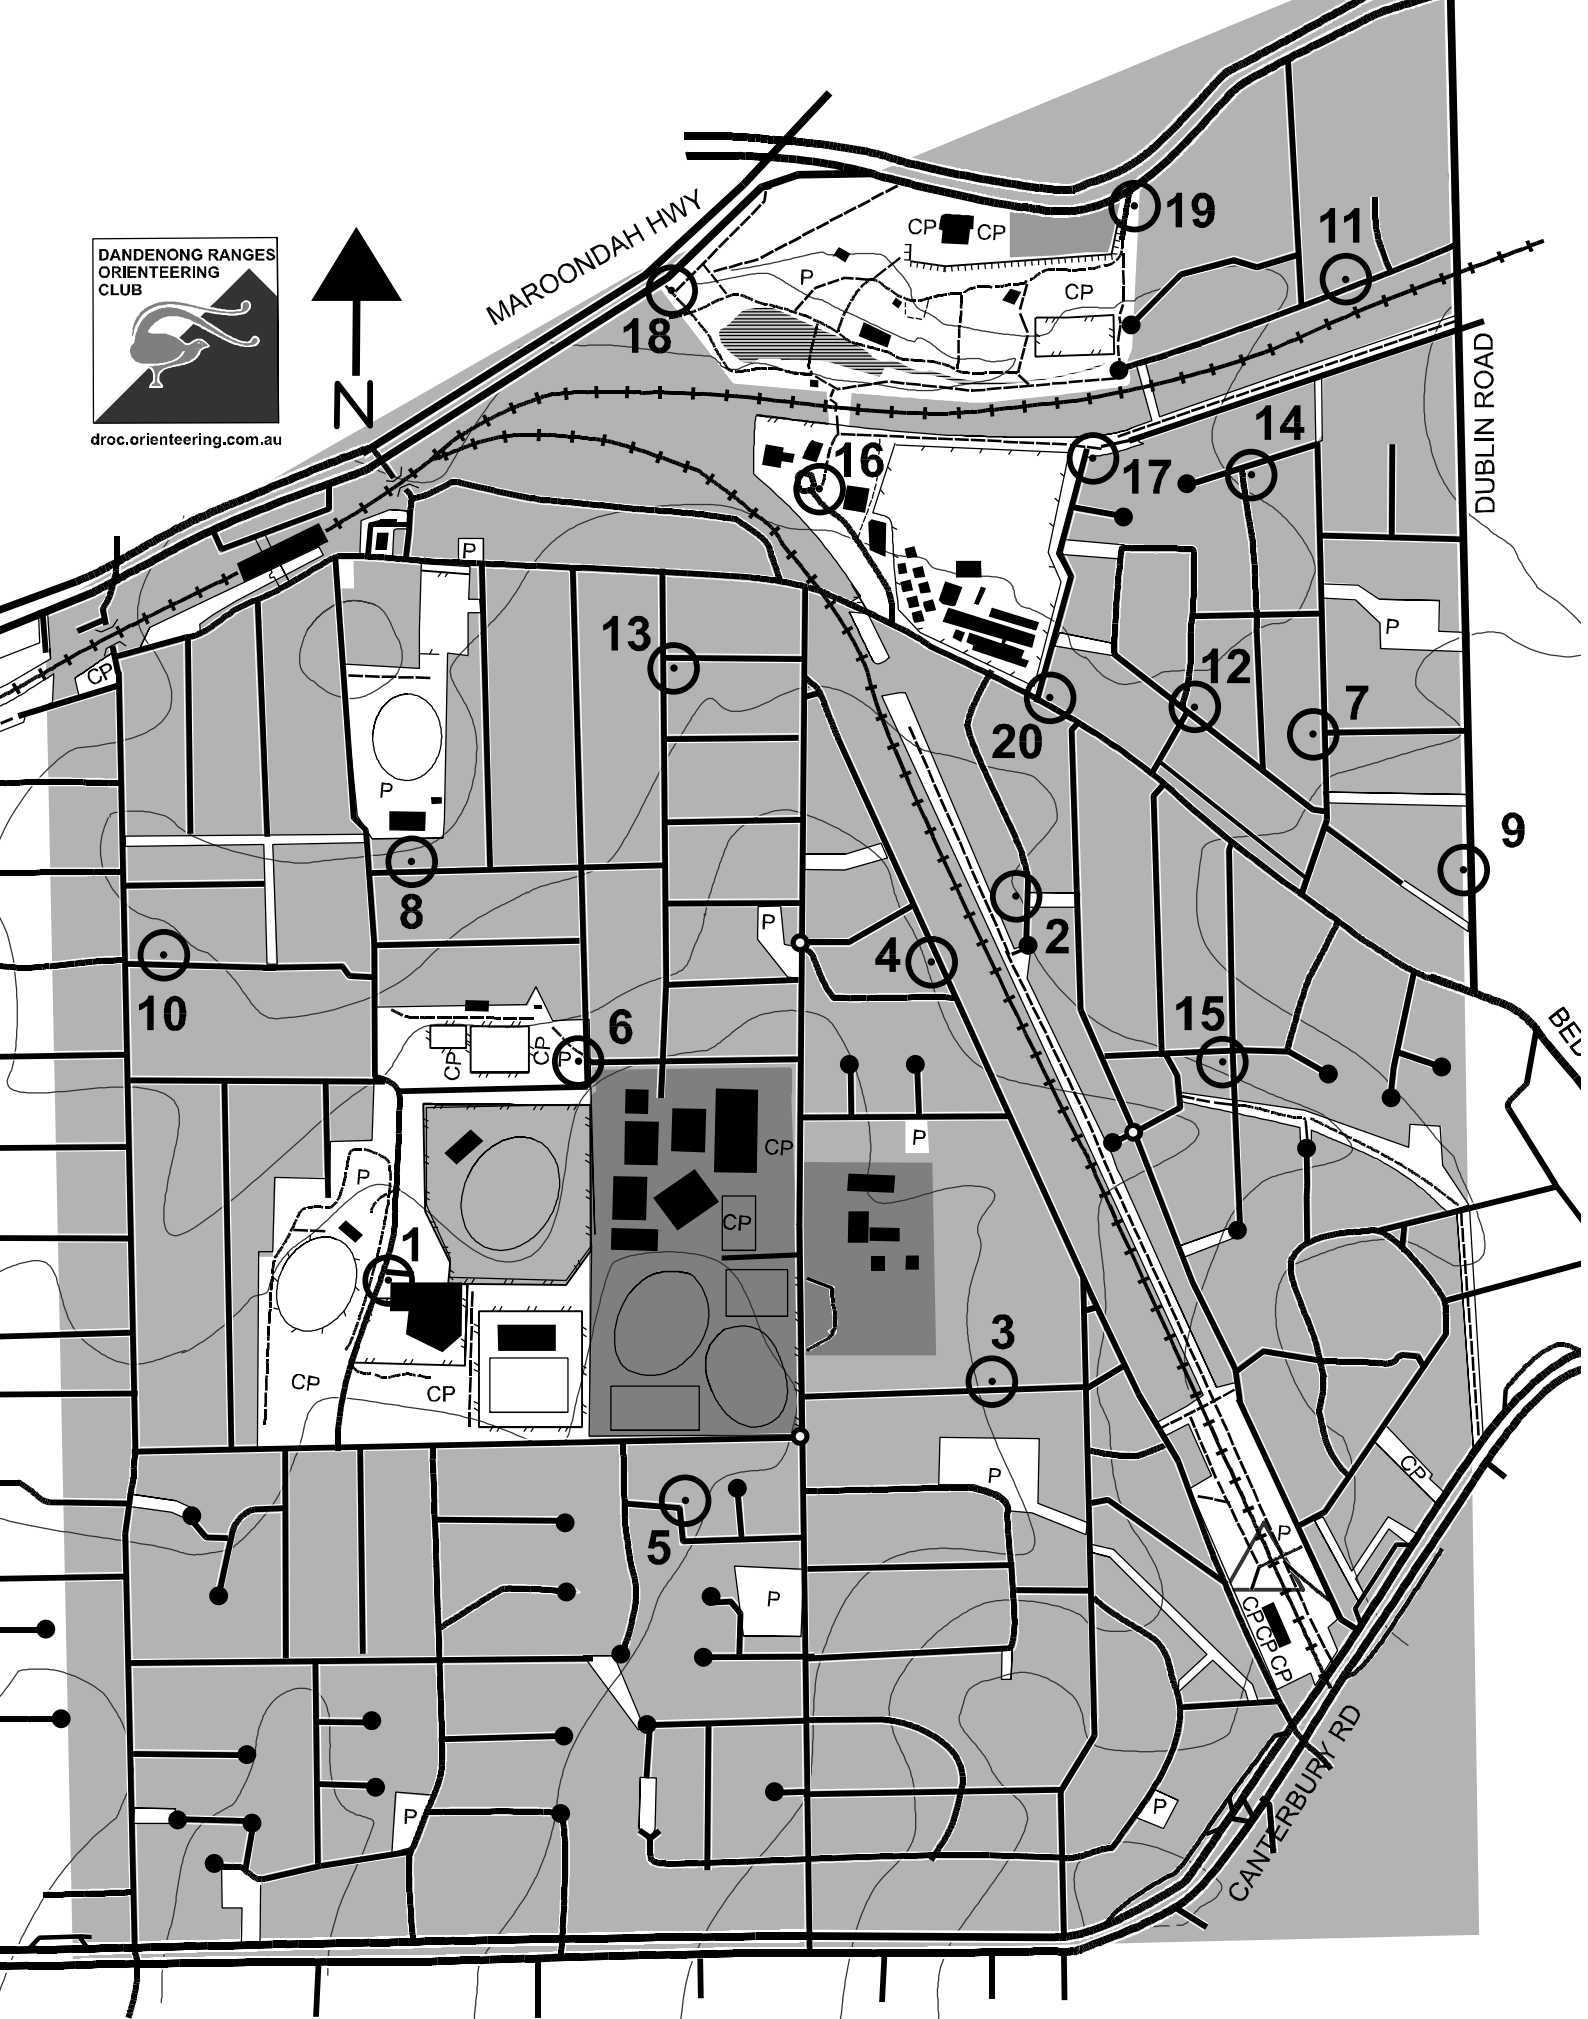 MAROONDAH HWY
DANDENONG RANGES
ORIENTEERING
CLUB
droc.orienteering.com.au
N
CP
CP
19
11
P
CP
18
DUBLIN ROAD
14
16
17
P
CP
13
P
12
7
20
P
9
8
P
2
4
10
15
BED
6
CP
CP
P
CP
P
P
CP
1
3
CP
CP
P
CP
5
P
P
CP
CP
CP
P
P
CANTERBURY RD